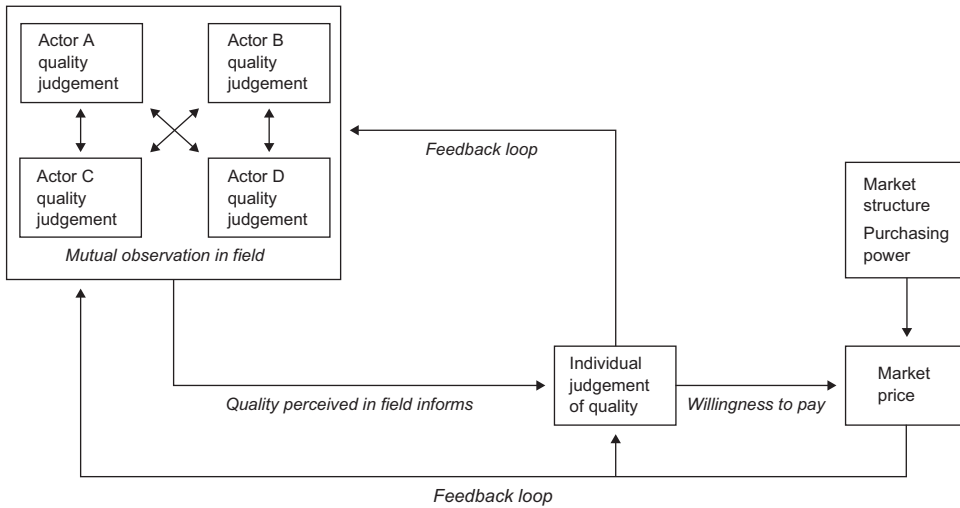 Actor A
quality
judgement
Actor B
quality
judgement
Actor C
quality
judgement
Actor D
quality
judgement
Mutual observation in field
Feedback loop
Market
structure
Purchasing
power
Individual
judgement
of quality
Market
price
Quality perceived in field informs
Willingness to pay
Feedback loop